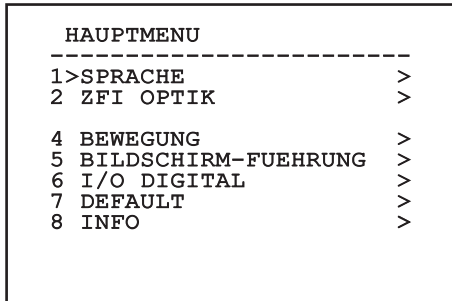 HAUPTMENU
-------------------------
1>SPRACHE >
2 ZFI OPTIK >
4 BEWEGUNG >
5 BILDSCHIRM-FUEHRUNG >
6 I/O DIGITAL >
7 DEFAULT >
8 INFO >